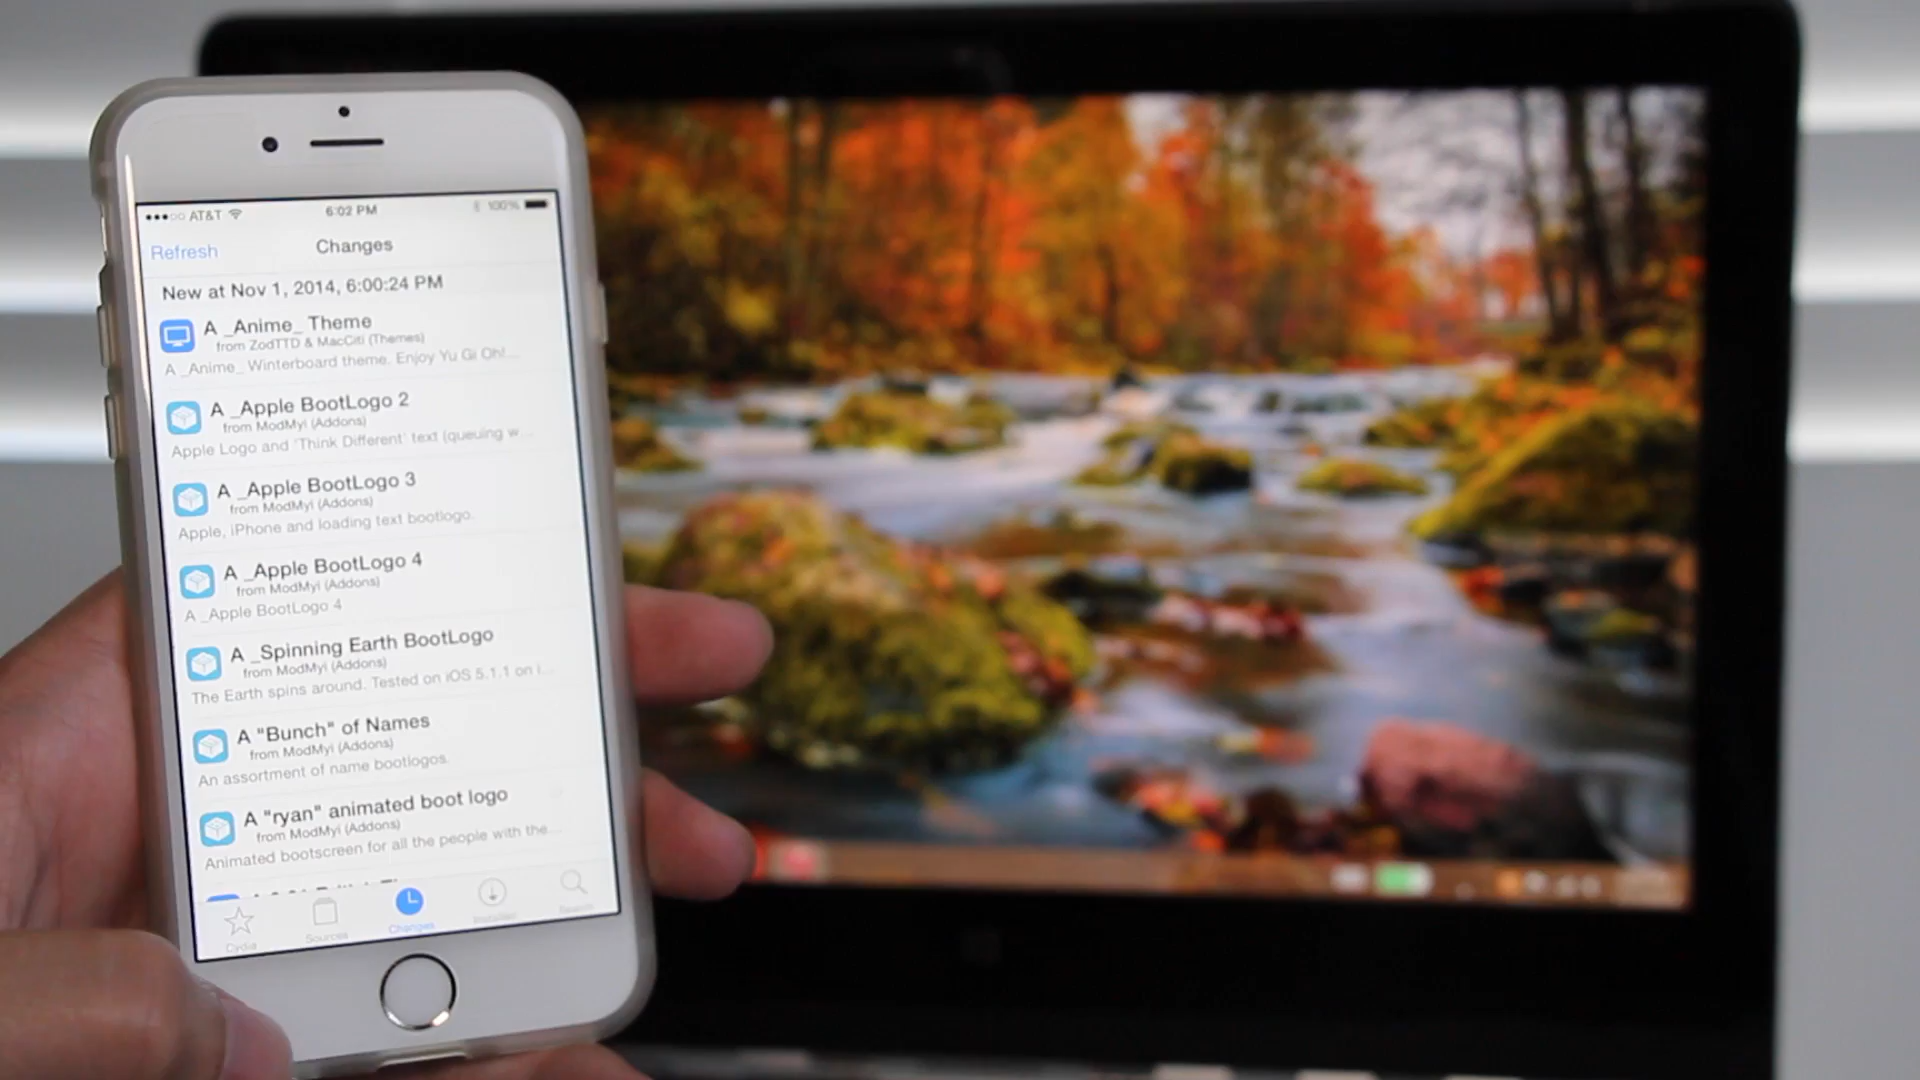 AT&T 6:02 PM 100%
Refresh Changes
New at Nov 1, 2014, 6:00:24 PM
A _Anime_ Theme
from ZodTTD & MacCiti (Themes)
A _Anime_ Winterboard theme. Enjoy Yu Gi Oh!...
A _Apple BootLogo 2
from ModMyi (Addons)
Apple Logo and 'Think Different' text (queuing w...
A _Apple BootLogo 3
from ModMyi (Addons)
Apple, iPhone and loading text bootlogo.
A _Apple BootLogo 4
from ModMyi (Addons)
A _Apple BootLogo 4
A _Spinning Earth BootLogo
from ModMyi (Addons)
The Earth spins around. Tested on iOS 5.1.1 on i...
A "Bunch" of Names
from ModMyi (Addons)
An assortment of name bootlogos.
A "ryan" animated boot logo
from ModMyi (Addons)
Animated bootscreen for all the people with the...
Cydia Sources Changes Installed Search